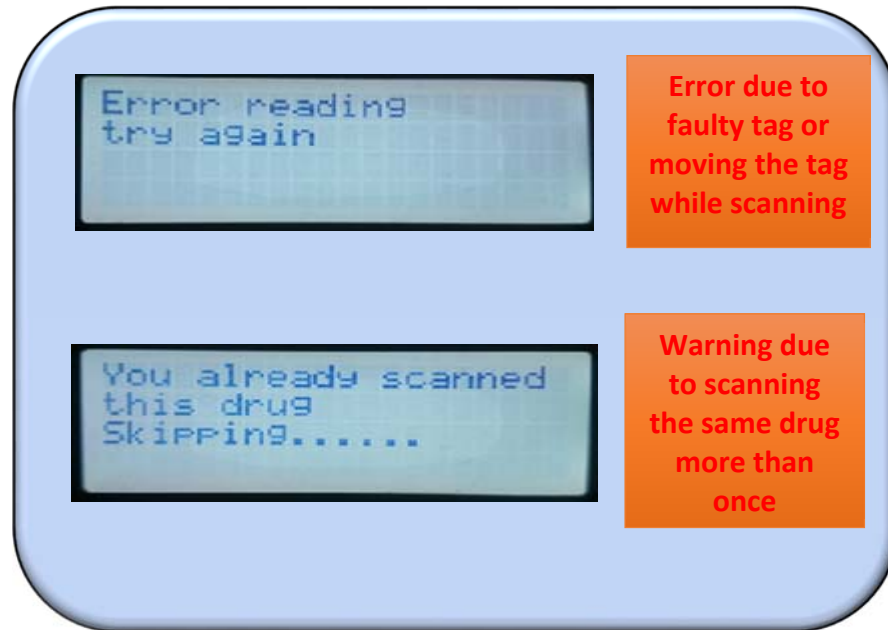 Error reading
try again
Error due to
faulty tag or
moving the tag
while scanning
You already scanned
this drug
Skipping......
Warning due
to scanning
the same drug
more than
once